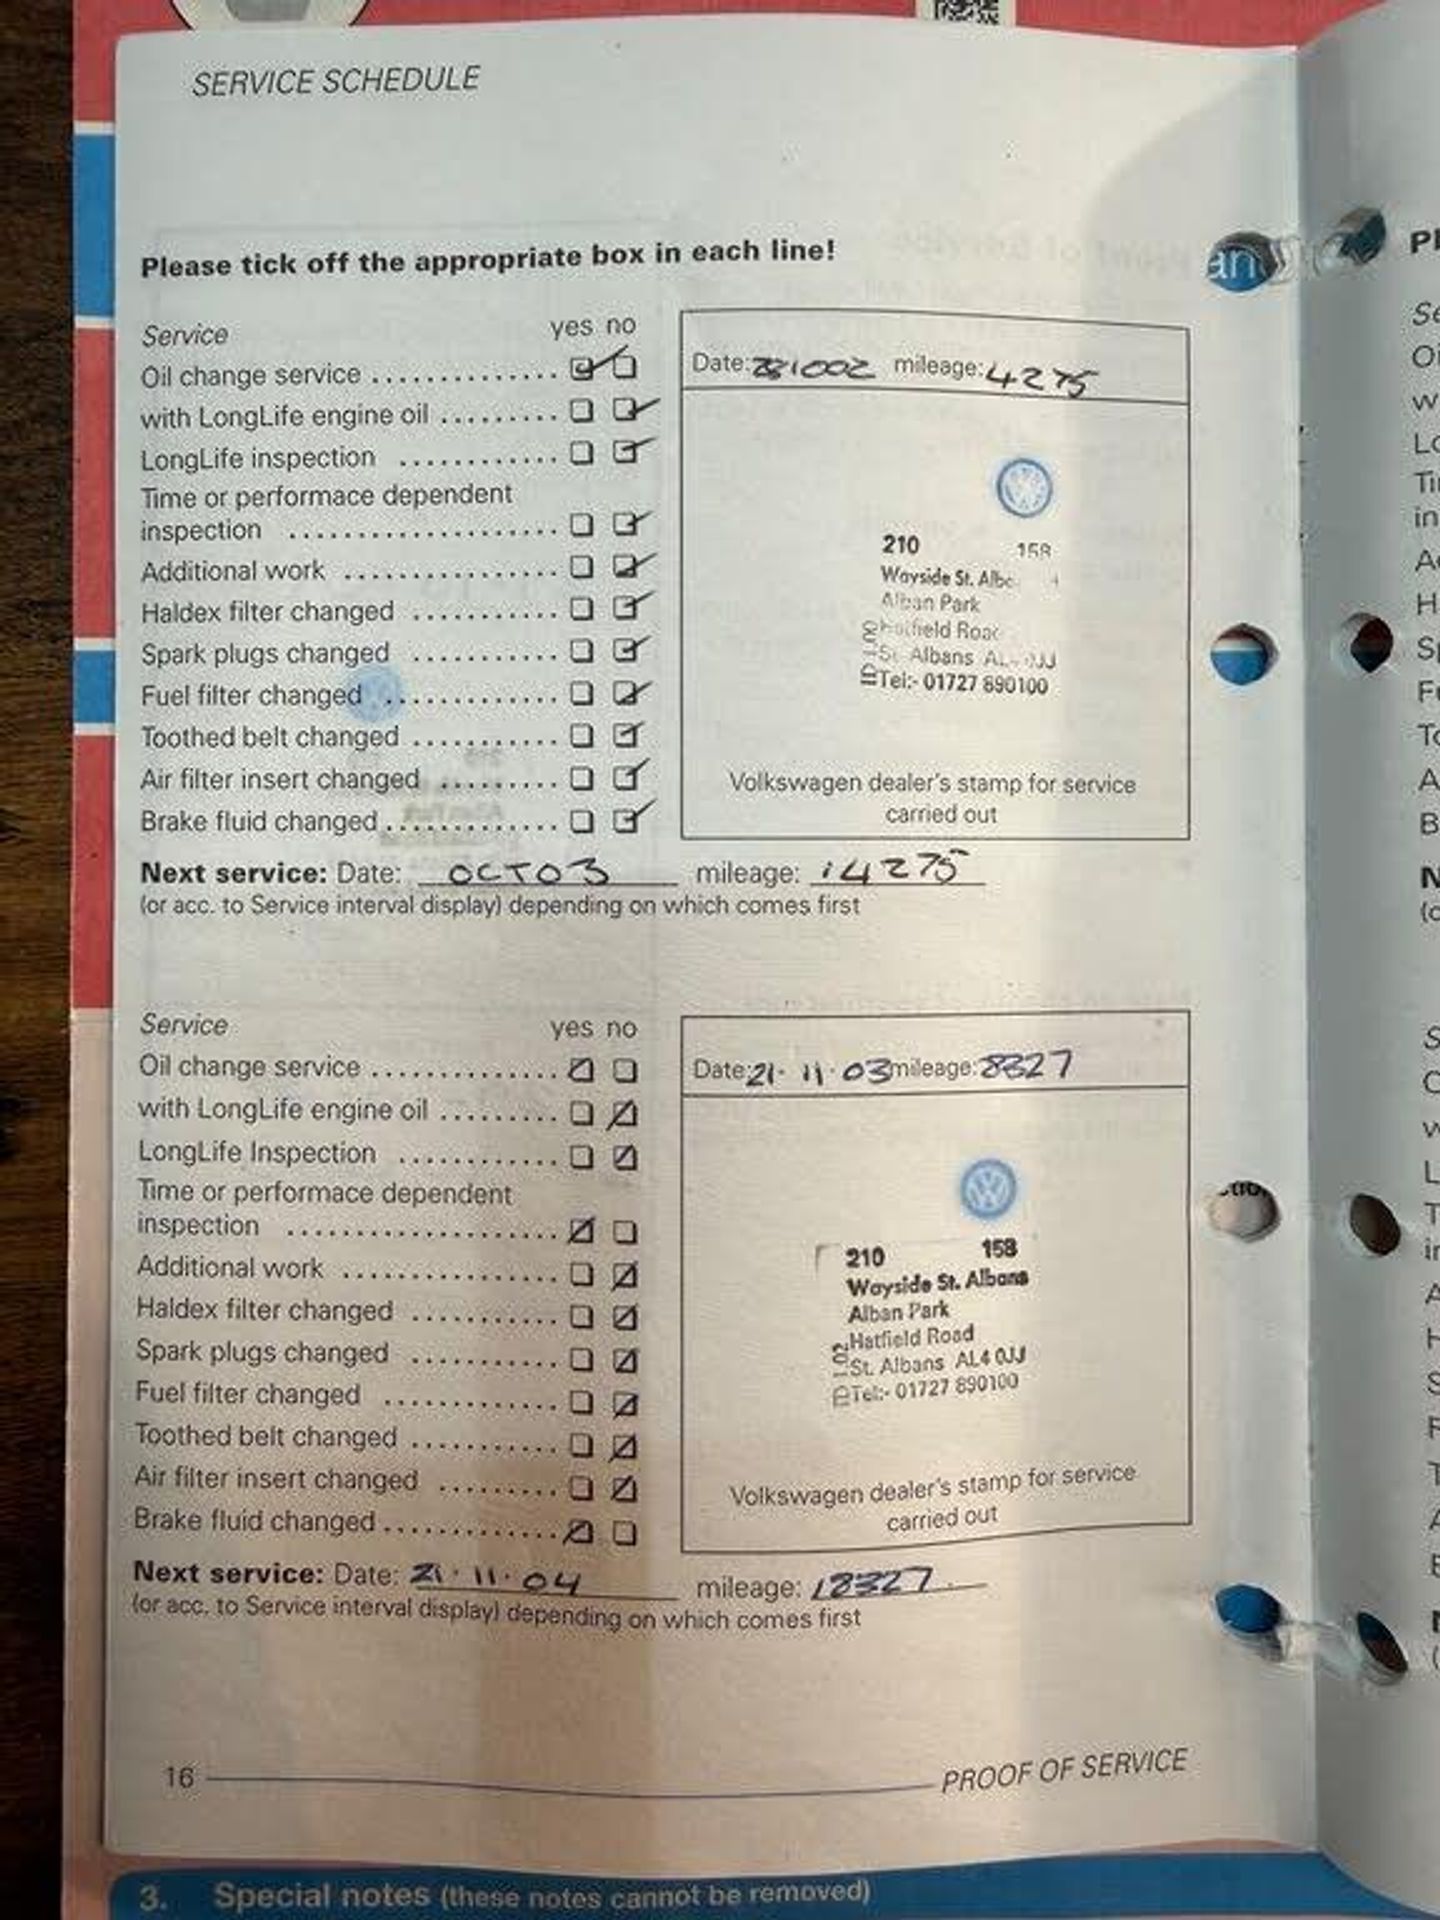 SERVICE SCHEDULE
Please tick off the appropriate box in each line!
Service yes no
Oil change service ..............
with LongLife engine oil .........
LongLife inspection ............
Time or performace dependent
inspection ....................
Additional work ................
Haldex filter changed ...........
Spark plugs changed ...........
Fuel filter changed .............
Toothed belt changed ...........
Air filter insert changed .........
Brake fluid changed .............
Date: 231002 mileage: 4275
210 158
Wayside St.
Alban Park
Hatfield Road
St. Albans
Tel:- 01727 890100
Volkswagen dealer's stamp for service
carried out
Next service: Date: OCT 03 mileage: 14275
(or acc. to Service interval display) depending on which comes first
Service yes no
Oil change service ..............
with LongLife engine oil .........
LongLife Inspection ............
Time or performace dependent
inspection ....................
Additional work ................
Haldex filter changed ...........
Spark plugs changed ...........
Fuel filter changed .............
Toothed belt changed ...........
Air filter insert changed .........
Brake fluid changed .............
Date: 21·11·03 mileage: 8327
210 158
Wayside St. Albans
Alban Park
Hatfield Road
St. Albans AL4 0JJ
Tel:- 01727 890100
Volkswagen dealer's stamp for service
carried out
Next service: Date: 21·11·04 mileage: 18327
(or acc. to Service interval display) depending on which comes first
16 PROOF OF SERVICE
3. Special notes (these notes cannot be removed)